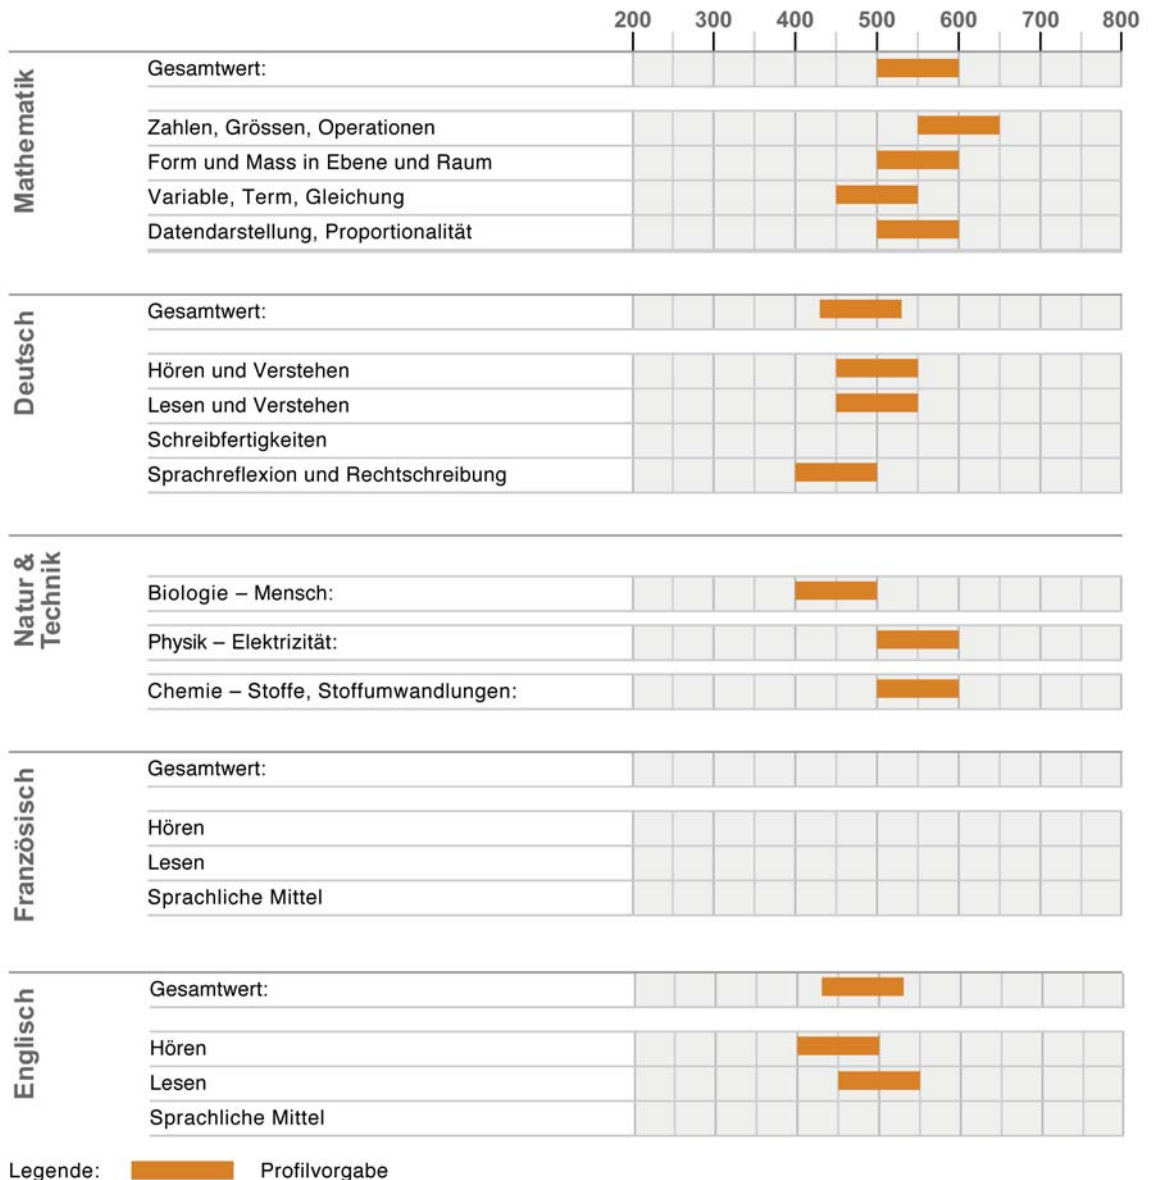 200 300 400 500 600 700 800
Mathematik
Gesamtwert:
Zahlen, Grössen, Operationen
Form und Mass in Ebene und Raum
Variable, Term, Gleichung
Datendarstellung, Proportionalität
Deutsch
Gesamtwert:
Hören und Verstehen
Lesen und Verstehen
Schreibfertigkeiten
Sprachreflexion und Rechtschreibung
Natur &
Technik
Biologie – Mensch:
Physik – Elektrizität:
Chemie – Stoffe, Stoffumwandlungen:
Französisch
Gesamtwert:
Hören
Lesen
Sprachliche Mittel
Englisch
Gesamtwert:
Hören
Lesen
Sprachliche Mittel
Legende: Profilvorgabe